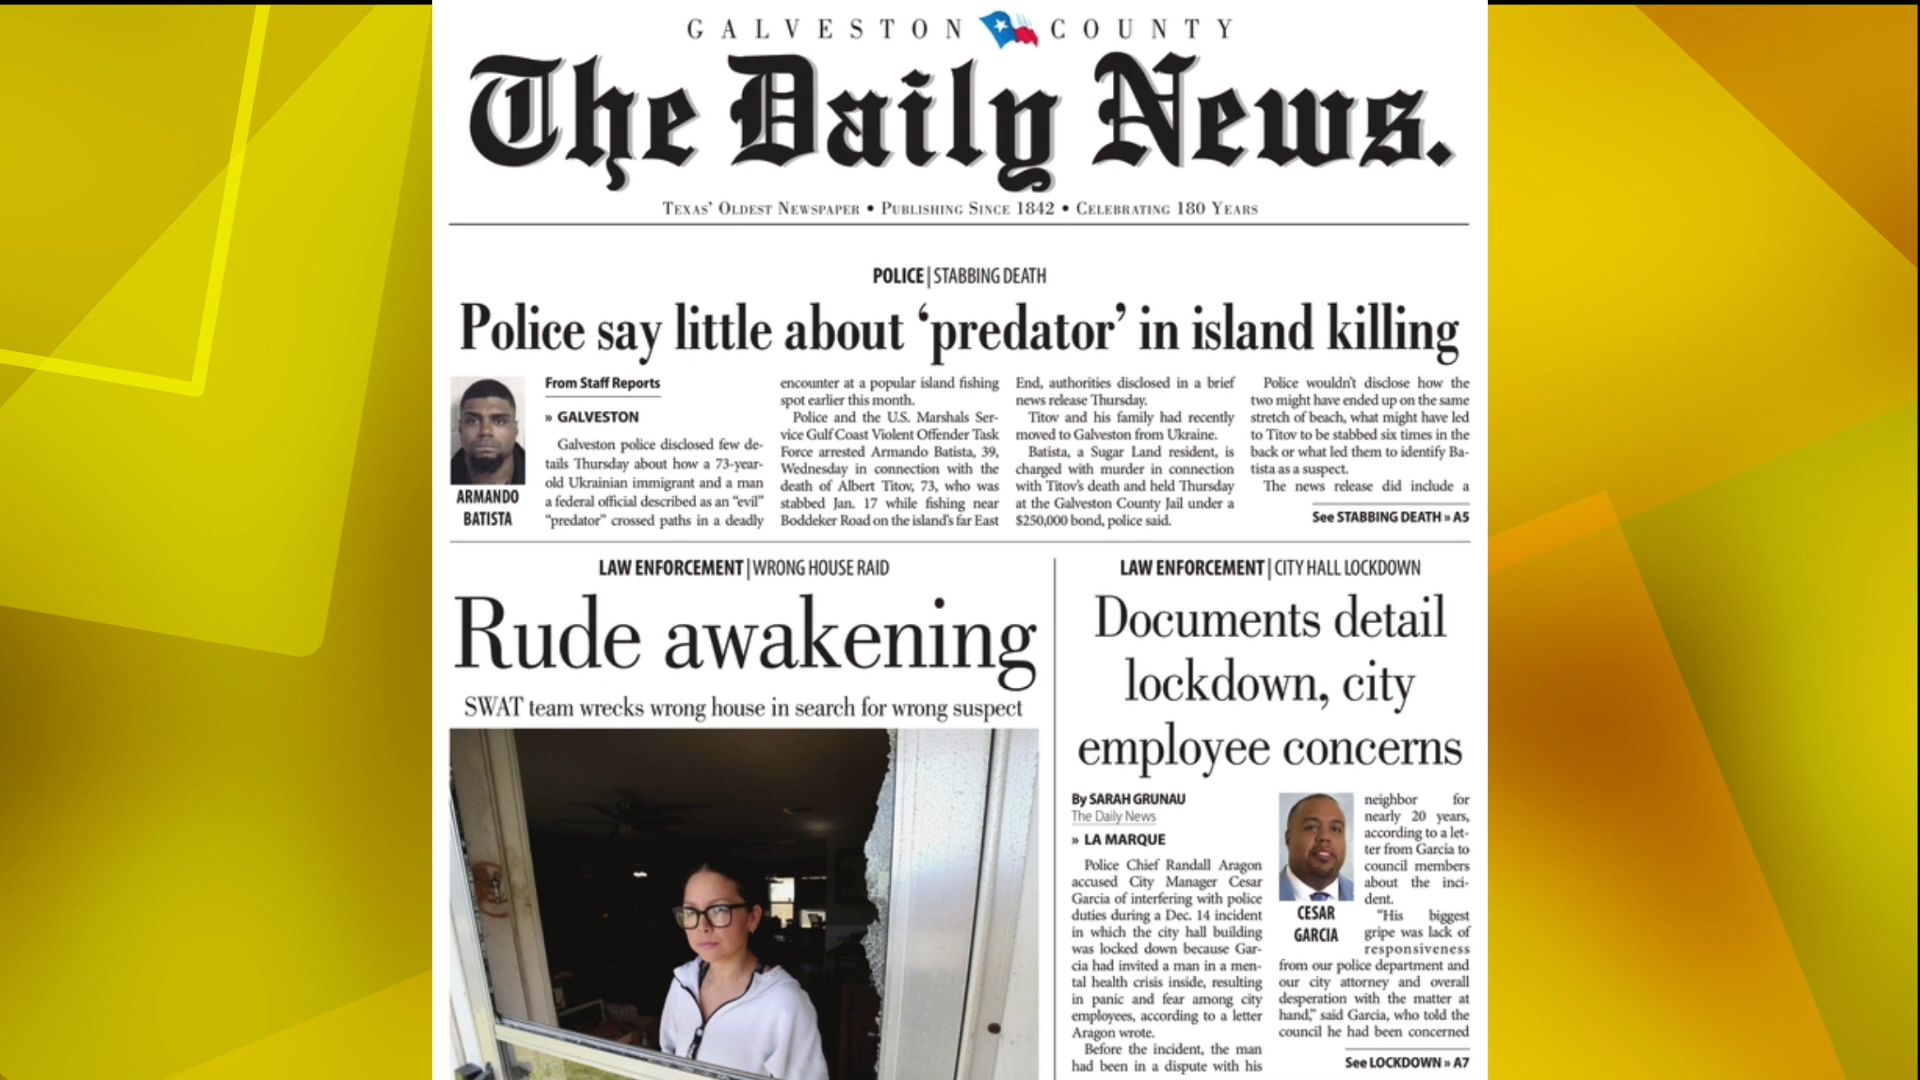 GALVESTON COUNTY
The Daily News.
TEXAS' OLDEST NEWSPAPER • PUBLISHING SINCE 1842 • CELEBRATING 180 YEARS
POLICE | STABBING DEATH
Police say little about ‘predator’ in island killing
ARMANDO
BATISTA
From Staff Reports
» GALVESTON
Galveston police disclosed few de-
tails Thursday about how a 73-year-
old Ukrainian immigrant and a man
a federal official described as an “evil”
“predator” crossed paths in a deadly
encounter at a popular island fishing
spot earlier this month.
Police and the U.S. Marshals Ser-
vice Gulf Coast Violent Offender Task
Force arrested Armando Batista, 39,
Wednesday in connection with the
death of Albert Titov, 73, who was
stabbed Jan. 17 while fishing near
Boddeker Road on the island’s far East
End, authorities disclosed in a brief
news release Thursday.
Titov and his family had recently
moved to Galveston from Ukraine.
Batista, a Sugar Land resident, is
charged with murder in connection
with Titov’s death and held Thursday
at the Galveston County Jail under a
$250,000 bond, police said.
Police wouldn’t disclose how the
two might have ended up on the same
stretch of beach, what might have led
to Titov to be stabbed six times in the
back or what led them to identify Ba-
tista as a suspect.
The news release did include a
See STABBING DEATH » A5
LAW ENFORCEMENT | WRONG HOUSE RAID
Rude awakening
SWAT team wrecks wrong house in search for wrong suspect
LAW ENFORCEMENT | CITY HALL LOCKDOWN
Documents detail
lockdown, city
employee concerns
By SARAH GRUNAU
The Daily News
» LA MARQUE
Police Chief Randall Aragon
accused City Manager Cesar
Garcia of interfering with police
duties during a Dec. 14 incident
in which the city hall building
was locked down because Gar-
cia had invited a man in a men-
tal health crisis inside, resulting
in panic and fear among city
employees, according to a letter
Aragon wrote.
Before the incident, the man
had been in a dispute with his
CESAR
GARCIA
neighbor for
nearly 20 years,
according to a let-
ter from Garcia to
council members
about the inci-
dent.
“His biggest
gripe was lack of
responsiveness
from our police department and
our city attorney and overall
desperation with the matter at
hand,” said Garcia, who told the
council he had been concerned
See LOCKDOWN » A7